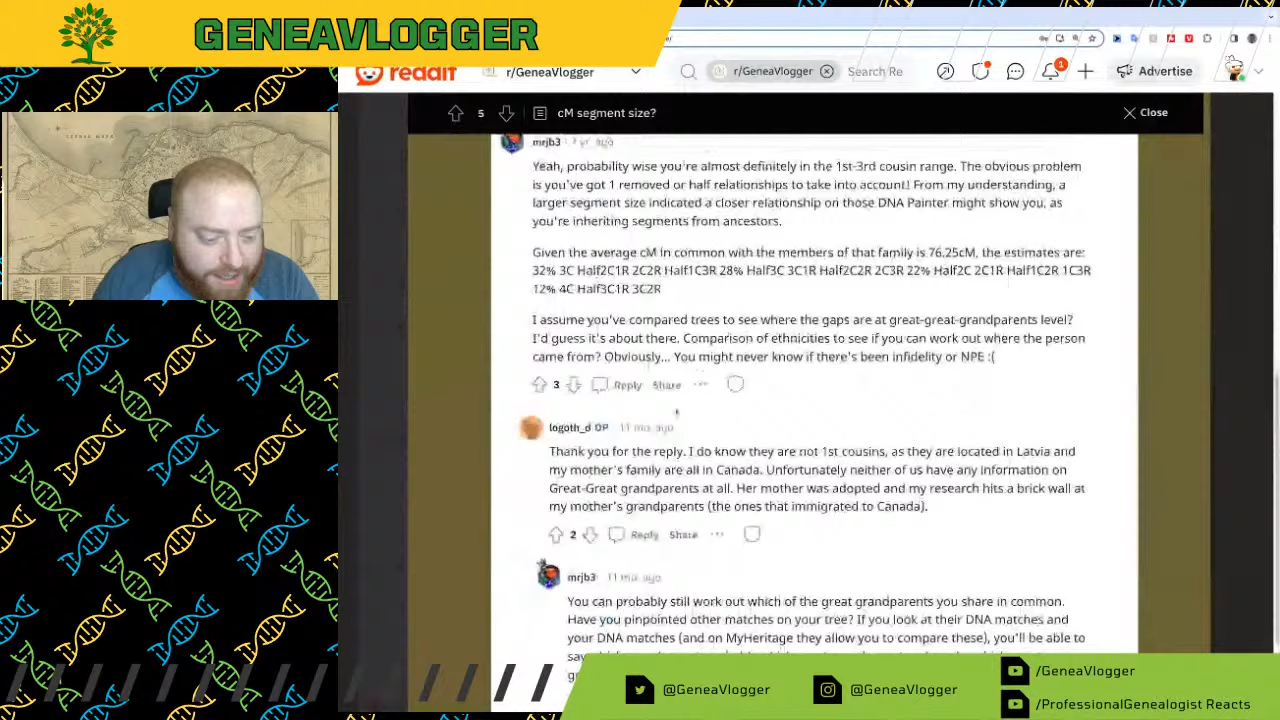 GENEAVLOGGER
reddit
r/GeneaVlogger
r/GeneaVlogger
Search Re
1
Advertise
5
cM segment size?
Close
mrjb3
Yeah, probability wise you're almost definitely in the 1st-3rd cousin range. The obvious problem
is you've got 1 removed or half relationships to take into account! From my understanding, a
larger segment size indicated a closer relationship on those DNA Painter might show you, as
you're inheriting segments from ancestors.
Given the average cM in common with the members of that family is 76.25cM, the estimates are:
32% 3C Half2C1R 2C2R Half1C3R 28% Half3C 3C1R Half2C2R 2C3R 22% Half2C 2C1R Half1C2R 1C3R
12% 4C Half3C1R 3C2R
I assume you've compared trees to see where the gaps are at great-great-grandparents level?
I'd guess it's about there. Comparison of ethnicities to see if you can work out where the person
came from? Obviously... You might never know if there's been infidelity or NPE :(
3
Reply
Share
logoth_d OP
11 mo. ago
Thank you for the reply. I do know they are not 1st cousins, as they are located in Latvia and
my mother's family are all in Canada. Unfortunately neither of us have any information on
Great-Great grandparents at all. Her mother was adopted and my research hits a brick wall at
my mother's grandparents (the ones that immigrated to Canada).
2
Reply
Share
mrjb3
11 mo. ago
You can probably still work out which of the great grandparents you share in common.
Have you pinpointed other matches on your tree? If you look at their DNA matches and
your DNA matches (and on MyHeritage they allow you to compare these), you'll be able to
@GeneaVlogger
@GeneaVlogger
/GeneaVlogger
/ProfessionalGenealogist Reacts